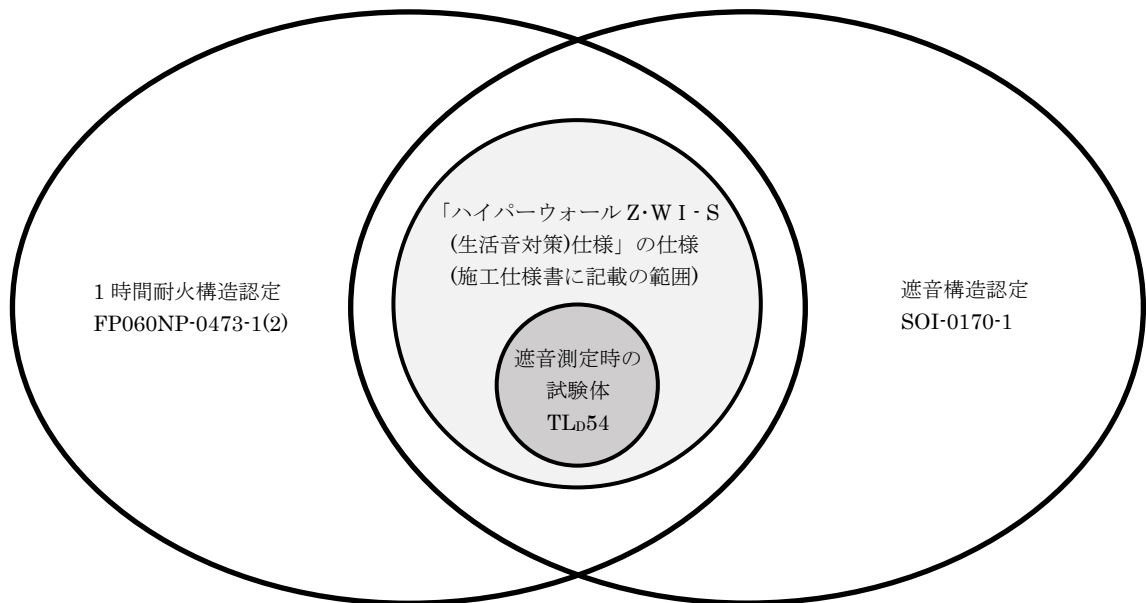 「ハイパーウォール Z･W I - S
(生活音対策)仕様」の仕様
(施工仕様書に記載の範囲)
1 時間耐火構造認定
FP060NP-0473-1(2)
遮音構造認定
SOI-0170-1
遮音測定時の
試験体
TLD54